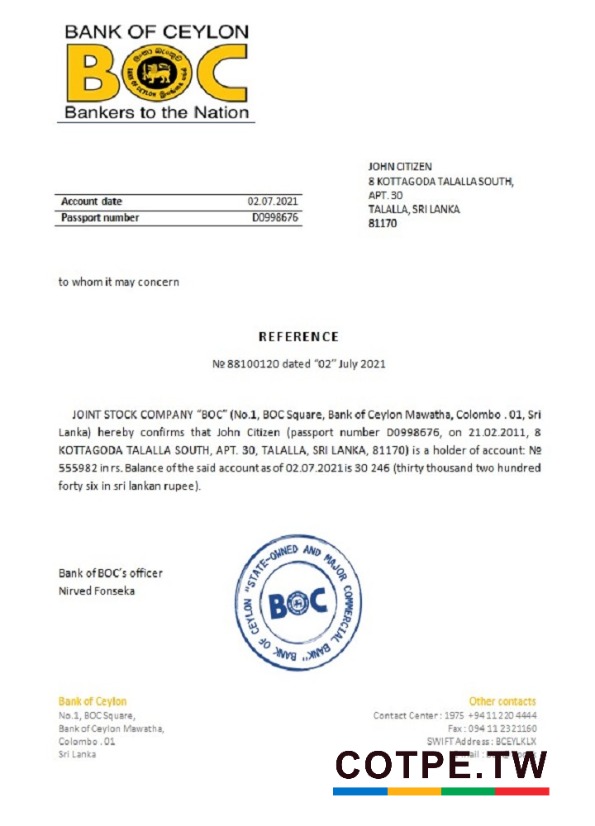 BANK OF CEYLON
BOC
Bankers to the Nation
JOHN CITIZEN
8 KOTTAGODA TALALLA SOUTH,
APT. 30
TALALLA, SRI LANKA
81170
Account date 02.07.2021
Passport number D0998676
to whom it may concern
REFERENCE
№ 88100120 dated "02" July 2021
JOINT STOCK COMPANY "BOC" (No.1, BOC Square, Bank of Ceylon Mawatha, Colombo . 01, Sri
Lanka) hereby confirms that John Citizen (passport number D0998676, on 21.02.2011, 8
KOTTAGODA TALALLA SOUTH, APT. 30, TALALLA, SRI LANKA, 81170) is a holder of account: №
555982 in rs. Balance of the said account as of 02.07.2021 is 30 246 (thirty thousand two hundred
forty six in sri lankan rupee).
Bank of BOC's officer
Nirved Fonseka
BANK OF CEYLON "STATE-OWNED AND MAJOR COMMERCIAL BANK"
BOC
Bank of Ceylon
No.1, BOC Square,
Bank of Ceylon Mawatha,
Colombo . 01
Sri Lanka
Other contacts
Contact Center : 1975 +94 11 220 4444
Fax : 094 11 2321160
SWIFT Address : BCEYLKLX
COTPE.TW